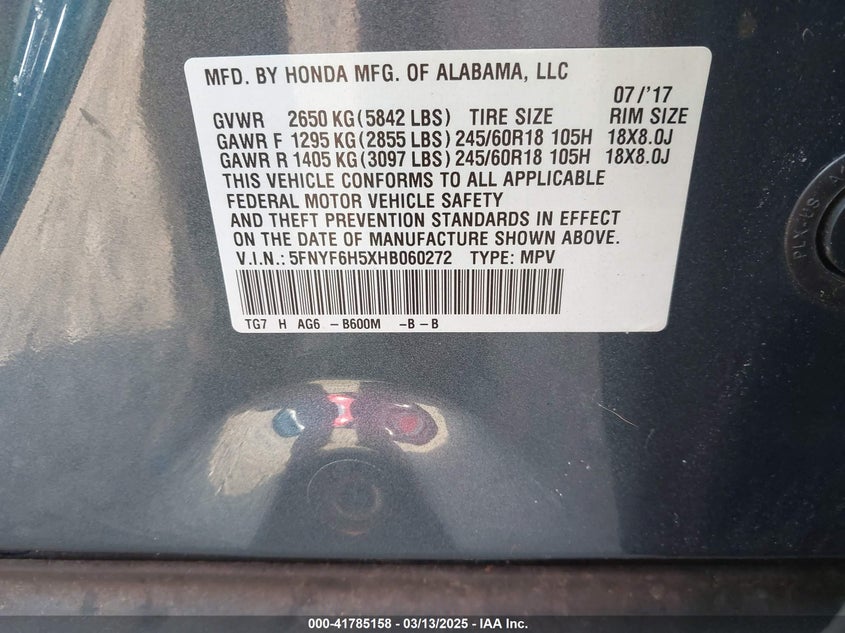 MFD. BY HONDA MFG. OF ALABAMA, LLC
07/'17
GVWR 2650 KG(5842 LBS) TIRE SIZE RIM SIZE
GAWR F 1295 KG(2855 LBS) 245/60R18 105H 18X8.0J
GAWR R 1405 KG(3097 LBS) 245/60R18 105H 18X8.0J
THIS VEHICLE CONFORMS TO ALL APPLICABLE
FEDERAL MOTOR VEHICLE SAFETY
AND THEFT PREVENTION STANDARDS IN EFFECT
ON THE DATE OF MANUFACTURE SHOWN ABOVE.
V.I.N.: 5FNYF6H5XHB060272 TYPE: MPV
TG7 H AG6 -B600M -B-B
PLX-US
000-41785158 - 03/13/2025 - IAA Inc.